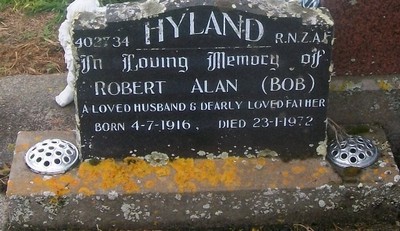 HYLAND
402734 R.N.Z.A.F
In Loving Memory of
ROBERT ALAN (BOB)
A LOVED HUSBAND & DEARLY LOVED FATHER
BORN 4-7-1916. DIED 23-1-1972